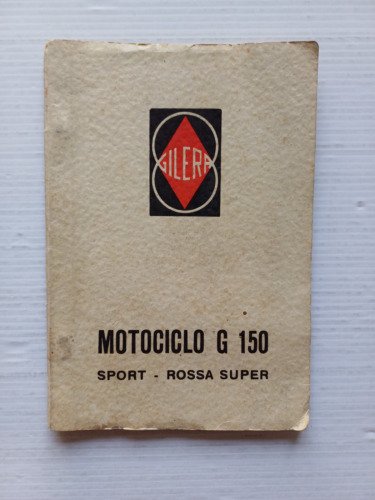 GILERA
MOTOCICLO G 150
SPORT - ROSSA SUPER